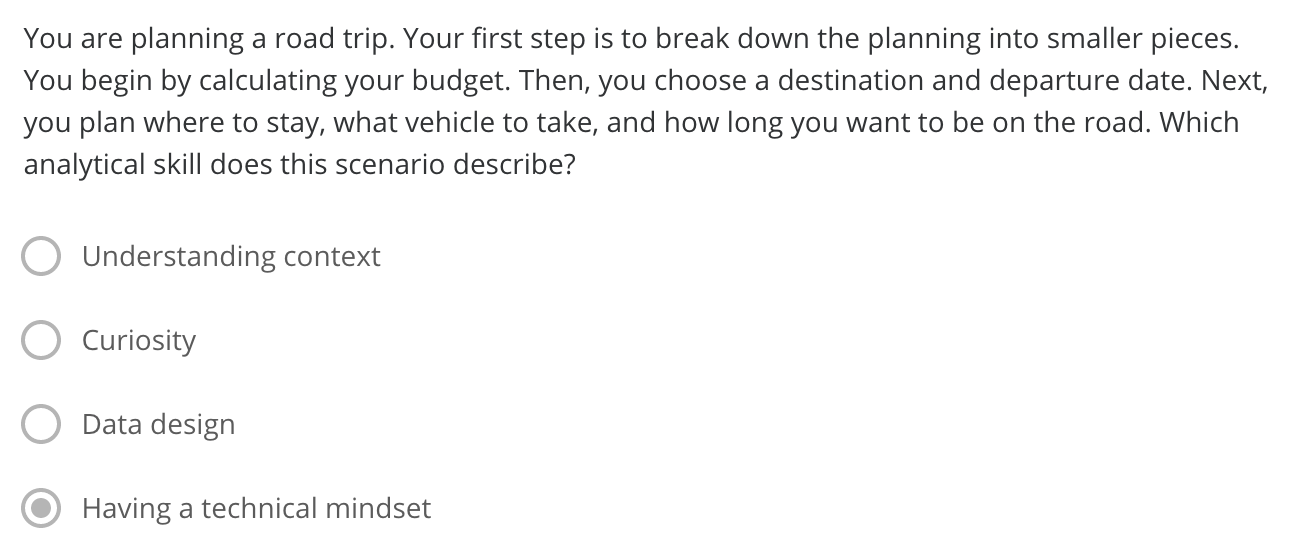 You are planning a road trip. Your first step is to break down the planning into smaller pieces.
You begin by calculating your budget. Then, you choose a destination and departure date. Next,
you plan where to stay, what vehicle to take, and how long you want to be on the road. Which
analytical skill does this scenario describe?
Understanding context
Curiosity
Data design
Having a technical mindset